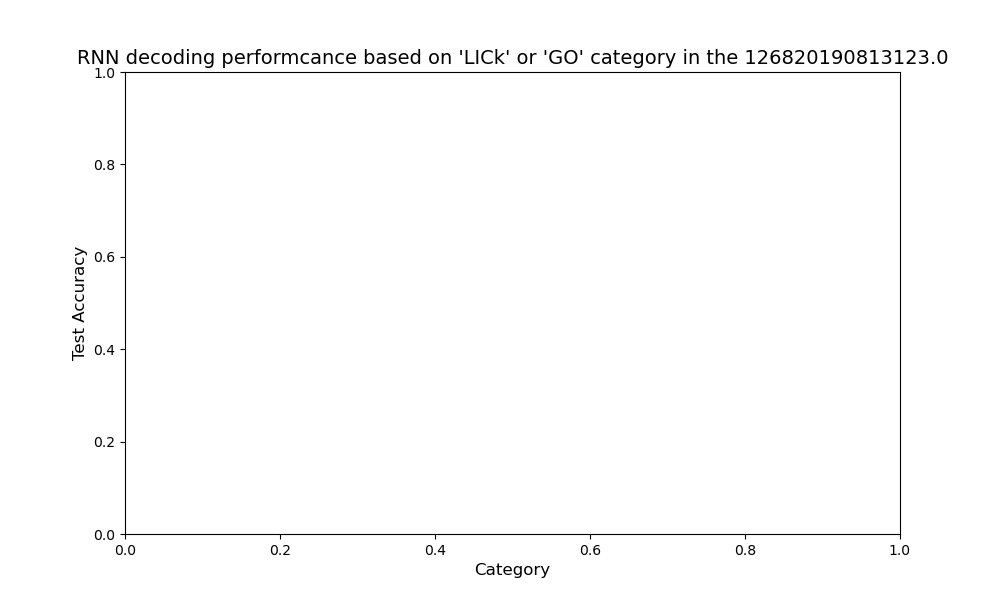 RNN decoding performcance based on 'LICk' or 'GO' category in the 126820190813123.0
1.0
0.8
0.6
0.4
0.2
0.0
Test Accuracy
0.0 0.2 0.4 0.6 0.8 1.0
Category